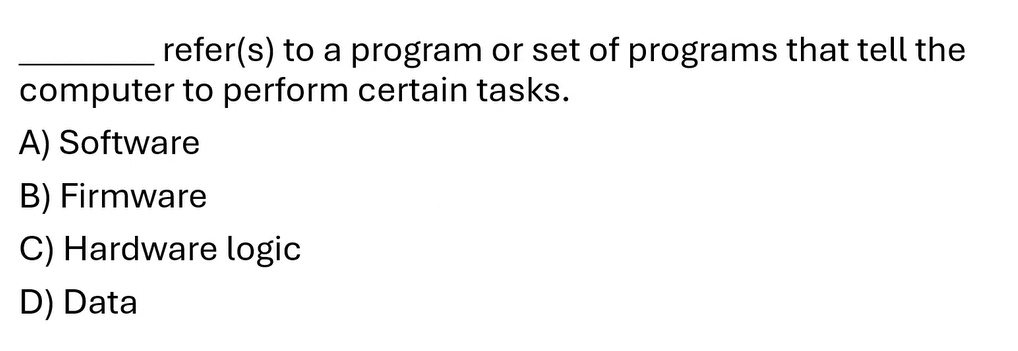 ________ refer(s) to a program or set of programs that tell the
computer to perform certain tasks.
A) Software
B) Firmware
C) Hardware logic
D) Data